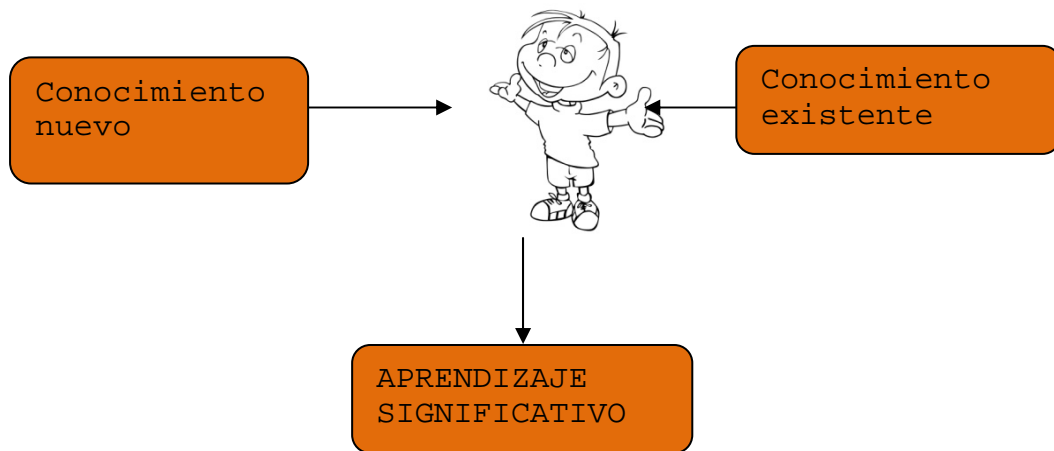 Conocimiento
nuevo
Conocimiento
existente
APRENDIZAJE
SIGNIFICATIVO